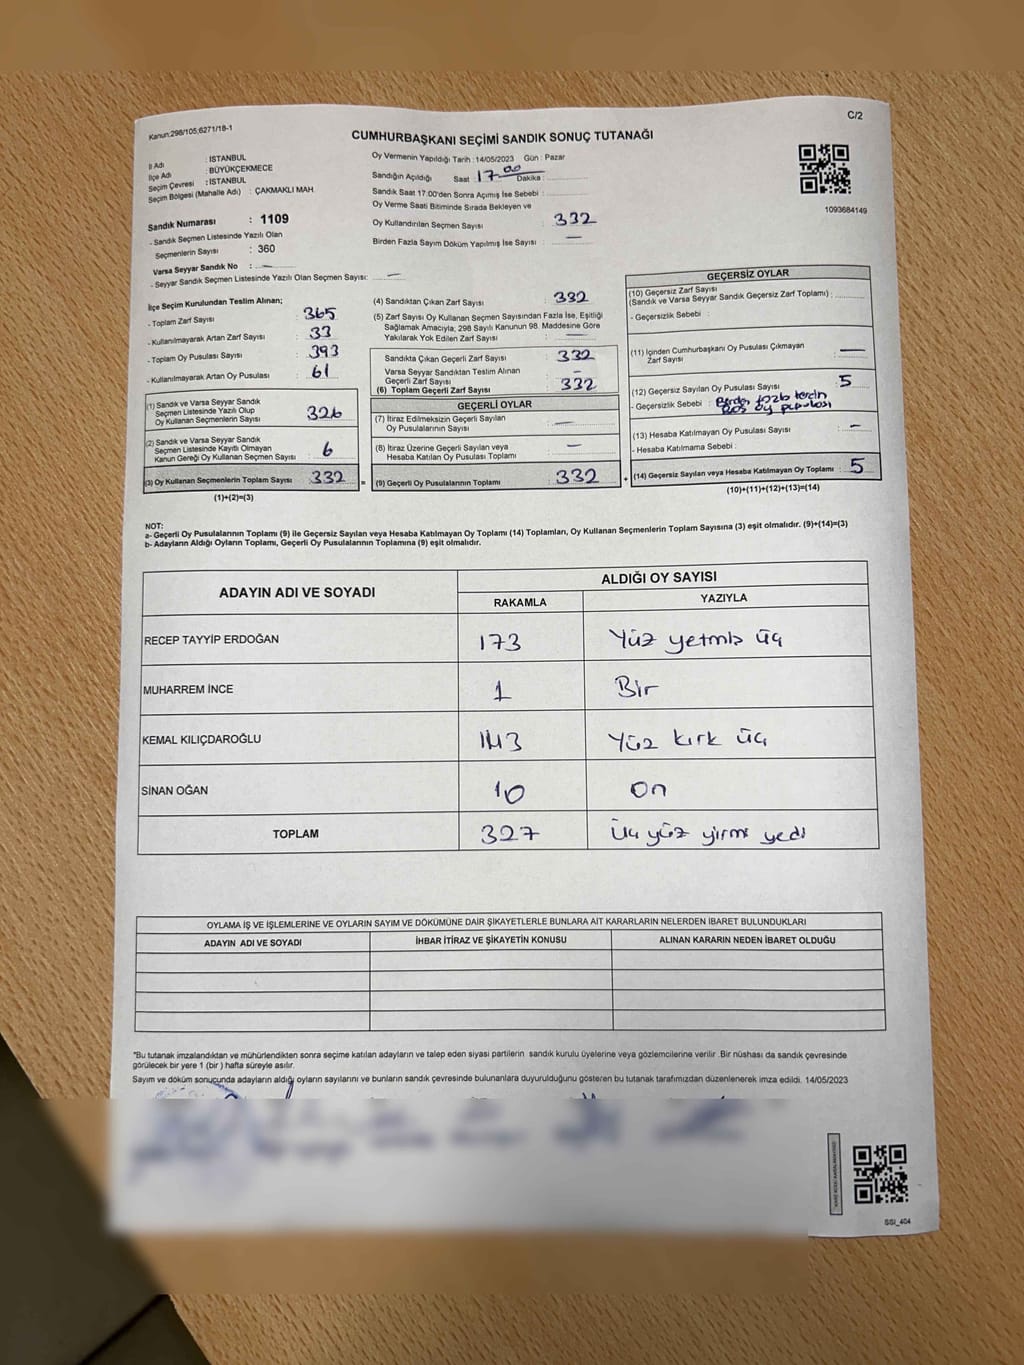 Kanun:298/105;6271/18-1
C/2
CUMHURBAŞKANI SEÇİMİ SANDIK SONUÇ TUTANAĞI
İl Adı : İSTANBUL
İlçe Adı : BÜYÜKÇEKMECE
Seçim Çevresi : İSTANBUL
Seçim Bölgesi (Mahalle Adı) : ÇAKMAKLI MAH.
Sandık Numarası : 1109
- Sandık Seçmen Listesinde Yazılı Olan
Seçmenlerin Sayısı : 360
Varsa Seyyar Sandık No : —
- Seyyar Sandık Seçmen Listesinde Yazılı Olan Seçmen Sayısı: —
Oy Vermenin Yapıldığı Tarih : 14/05/2023 Gün : Pazar
Sandığın Açıldığı Saat 17.00 Dakika :
Sandık Saat 17:00'den Sonra Açılmış İse Sebebi :
Oy Verme Saati Bitiminde Sırada Bekleyen ve
Oy Kullandırılan Seçmen Sayısı : 332
Birden Fazla Sayım Döküm Yapılmış İse Sayısı : —
1093684149
İlçe Seçim Kurulundan Teslim Alınan;
- Toplam Zarf Sayısı : 365
- Kullanılmayarak Artan Zarf Sayısı : 33
- Toplam Oy Pusulası Sayısı : 393
- Kullanılmayarak Artan Oy Pusulası : 61
(1) Sandık ve Varsa Seyyar Sandık
Seçmen Listesinde Yazılı Olup
Oy Kullanan Seçmenlerin Sayısı : 326
(2) Sandık ve Varsa Seyyar Sandık
Seçmen Listesinde Kayıtlı Olmayan
Kanun Gereği Oy Kullanan Seçmen Sayısı : 6
(3) Oy Kullanan Seçmenlerin Toplam Sayısı : 332
(1)+(2)=(3)
(4) Sandıktan Çıkan Zarf Sayısı : 332
(5) Zarf Sayısı Oy Kullanan Seçmen Sayısından Fazla İse, Eşitliği
Sağlamak Amacıyla; 298 Sayılı Kanunun 98. Maddesine Göre
Yakılarak Yok Edilen Zarf Sayısı : —
Sandıkta Çıkan Geçerli Zarf Sayısı : 332
Varsa Seyyar Sandıktan Teslim Alınan
Geçerli Zarf Sayısı : —
(6) Toplam Geçerli Zarf Sayısı : 332
GEÇERLİ OYLAR
(7) İtiraz Edilmeksizin Geçerli Sayılan
Oy Pusulalarının Sayısı : —
(8) İtiraz Üzerine Geçerli Sayılan veya
Hesaba Katılan Oy Pusulası Toplamı : —
= (9) Geçerli Oy Pusulalarının Toplamı : 332
GEÇERSİZ OYLAR
(10) Geçersiz Zarf Sayısı
(Sandık ve Varsa Seyyar Sandık Geçersiz Zarf Toplamı) :
- Geçersizlik Sebebi :
(11) İçinden Cumhurbaşkanı Oy Pusulası Çıkmayan
Zarf Sayısı : —
(12) Geçersiz Sayılan Oy Pusulası Sayısı : 5
- Geçersizlik Sebebi : Birden fazla tercih
Boş oy pusulası
(13) Hesaba Katılmayan Oy Pusulası Sayısı : —
- Hesaba Katılmama Sebebi :
+ (14) Geçersiz Sayılan veya Hesaba Katılmayan Oy Toplamı : 5
(10)+(11)+(12)+(13)=(14)
NOT:
a- Geçerli Oy Pusulalarının Toplamı (9) ile Geçersiz Sayılan veya Hesaba Katılmayan Oy Toplamı (14) Toplamları, Oy Kullanan Seçmenlerin Toplam Sayısına (3) eşit olmalıdır. (9)+(14)=(3)
b- Adayların Aldığı Oyların Toplamı, Geçerli Oy Pusulalarının Toplamına (9) eşit olmalıdır.
ADAYIN ADI VE SOYADI
ALDIĞI OY SAYISI
RAKAMLA YAZIYLA
RECEP TAYYİP ERDOĞAN 173 Yüz yetmiş üç
MUHARREM İNCE 1 Bir
KEMAL KILIÇDAROĞLU 143 Yüz kırk üç
SİNAN OĞAN 10 On
TOPLAM 327 Üç yüz yirmi yedi
OYLAMA İŞ VE İŞLEMLERİNE VE OYLARIN SAYIM VE DÖKÜMÜNE DAİR ŞİKAYETLERLE BUNLARA AİT KARARLARIN NELERDEN İBARET BULUNDUKLARI
ADAYIN ADI VE SOYADI İHBAR İTİRAZ VE ŞİKAYETİN KONUSU ALINAN KARARIN NEDEN İBARET OLDUĞU
*Bu tutanak imzalandıktan ve mühürlendikten sonra seçime katılan adayların ve talep eden siyasi partilerin sandık kurulu üyelerine veya gözlemcilerine verilir .Bir nüshası da sandık çevresinde
görülecek bir yere 1 (bir ) hafta süreyle asılır.
Sayım ve döküm sonucunda adayların aldığı oyların sayılarını ve bunların sandık çevresinde bulunanlara duyurulduğunu gösteren bu tutanak tarafımızdan düzenlenerek imza edildi. 14/05/2023
SSI_404